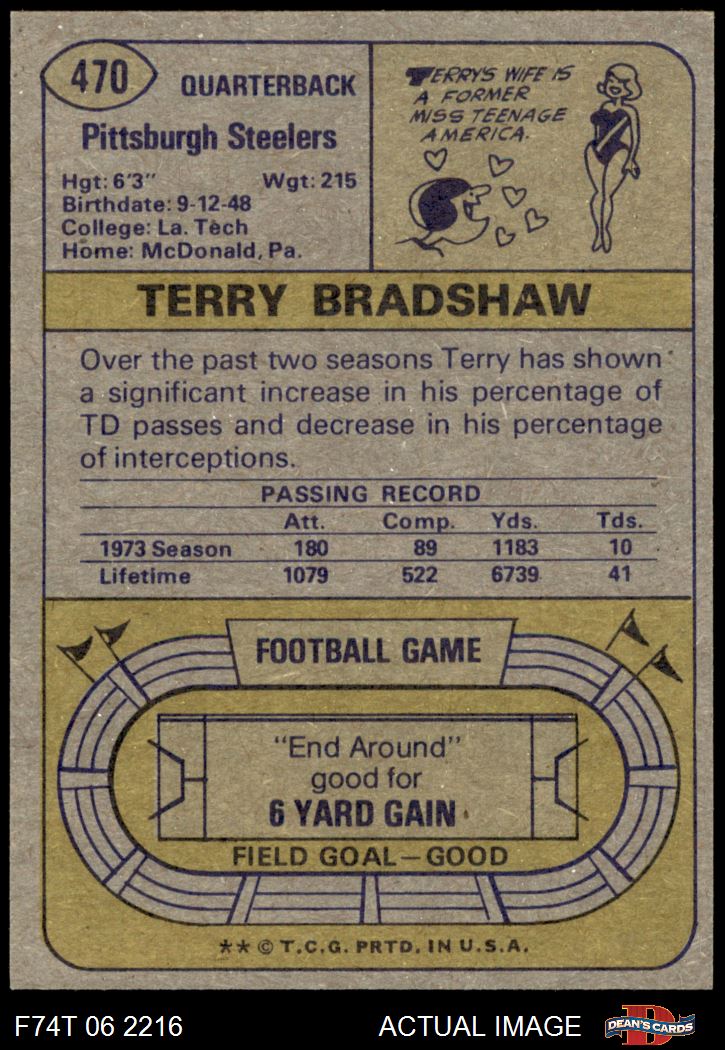 470
QUARTERBACK
Pittsburgh Steelers
Hgt: 6'3" Wgt: 215
Birthdate: 9-12-48
College: La. Tech
Home: McDonald, Pa.
TERRY'S WIFE IS
A FORMER
MISS TEENAGE
AMERICA.
TERRY BRADSHAW
Over the past two seasons Terry has shown
a significant increase in his percentage of
TD passes and decrease in his percentage
of interceptions.
PASSING RECORD
Att. Comp. Yds. Tds.
1973 Season 180 89 1183 10
Lifetime 1079 522 6739 41
FOOTBALL GAME
"End Around"
good for
6 YARD GAIN
FIELD GOAL—GOOD
** © T.C.G. PRTD. IN U.S.A.
F74T 06 2216 ACTUAL IMAGE
D
DEAN'S CARDS